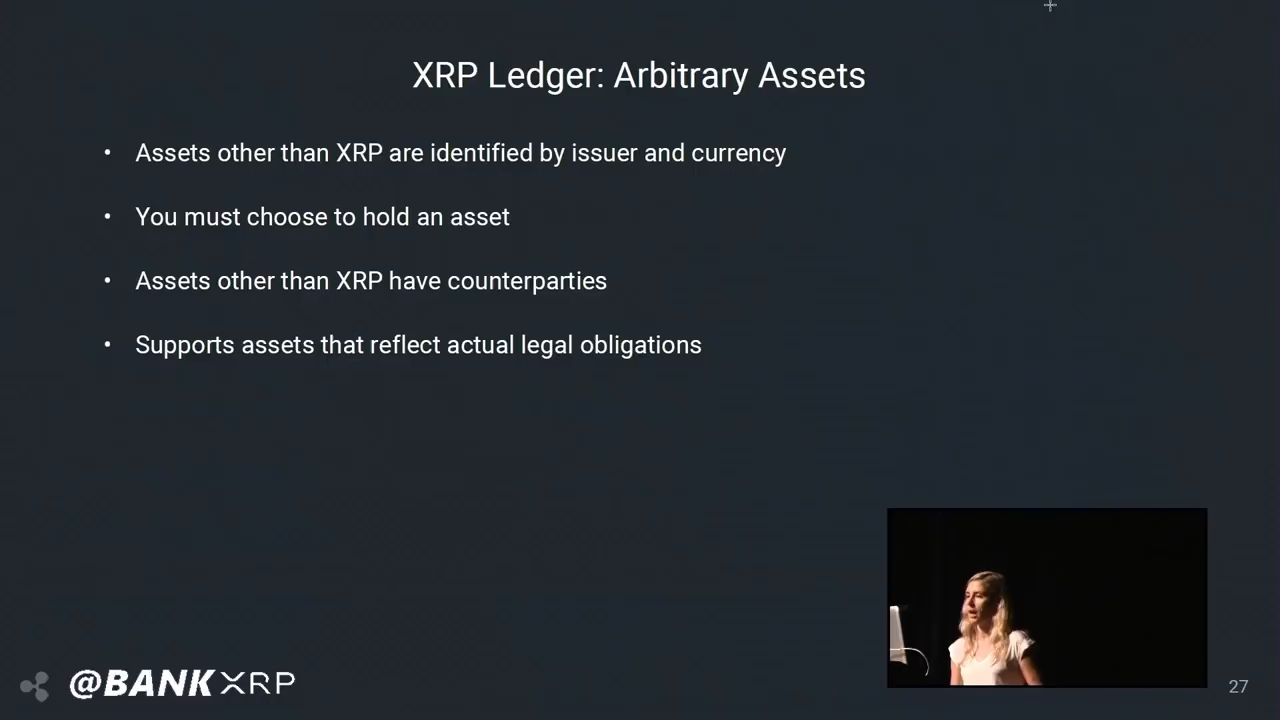 XRP Ledger: Arbitrary Assets
• Assets other than XRP are identified by issuer and currency
• You must choose to hold an asset
• Assets other than XRP have counterparties
• Supports assets that reflect actual legal obligations
@BANKXRP
27